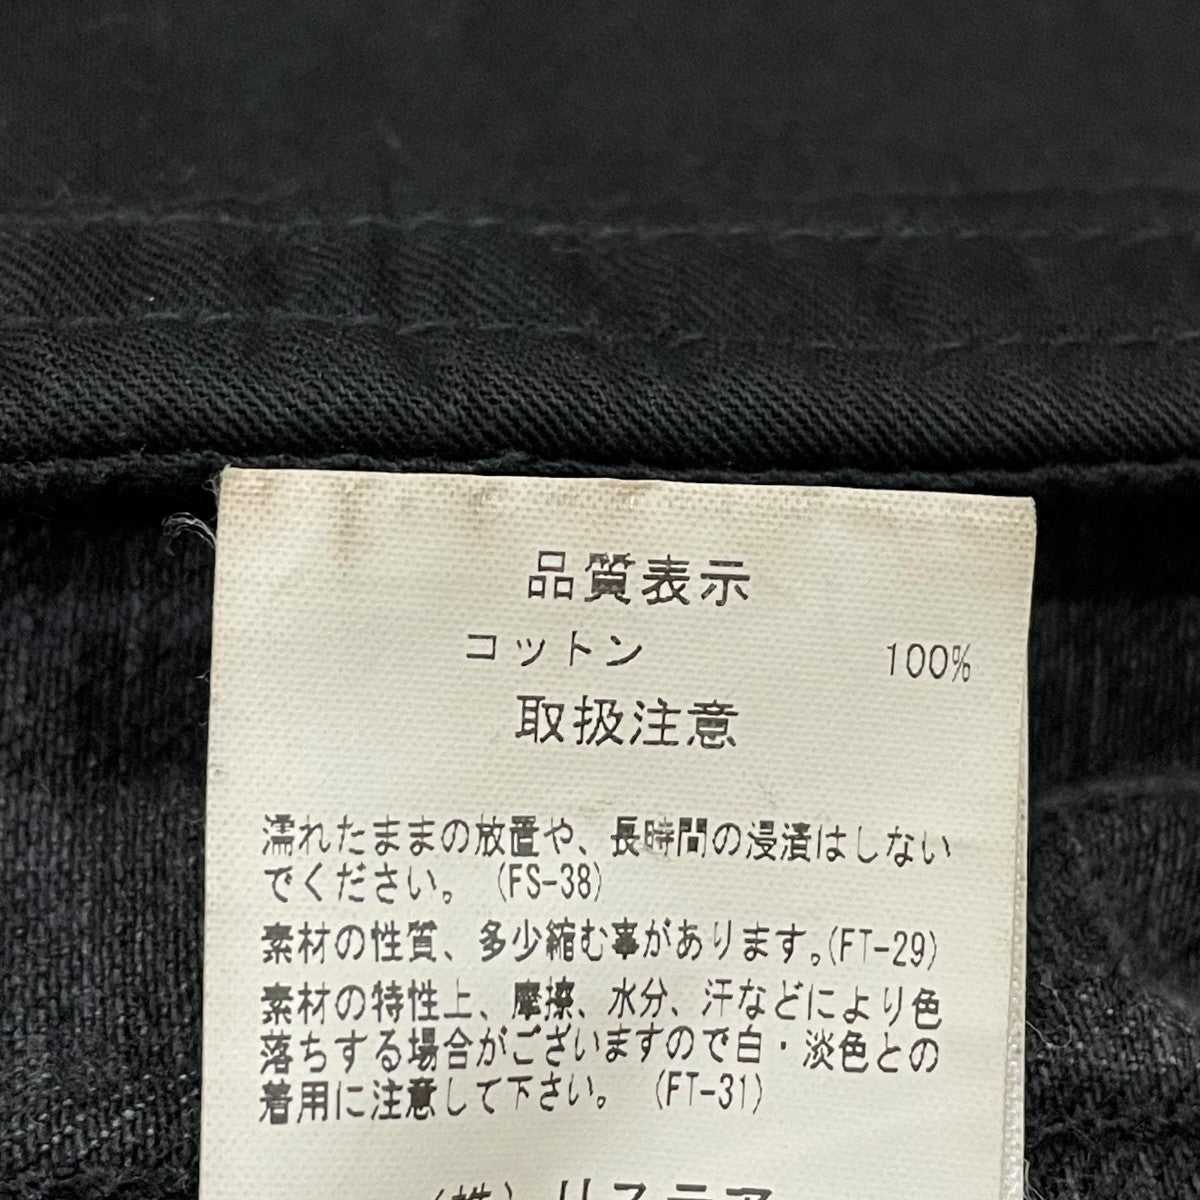 品質表示
コットン 100%
取扱注意
濡れたままの放置や、長時間の浸漬はしない
でください。(FS-38)
素材の性質、多少縮む事があります。(FT-29)
素材の特性上、摩擦、水分、汗などにより色
落ちする場合がございますので白・淡色との
着用に注意して下さい。(FT-31)
(株)リステア